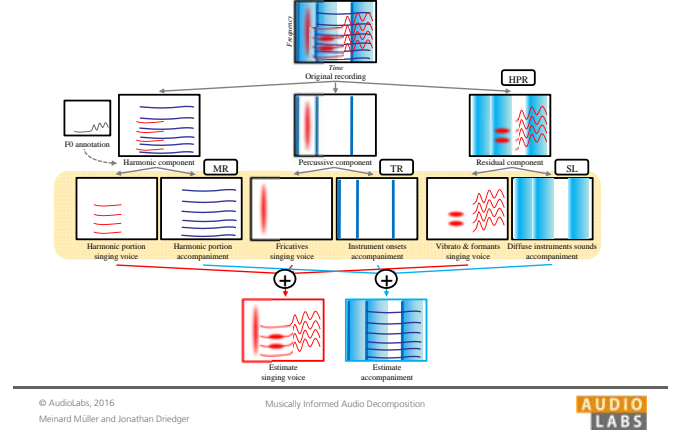 Frequency
Time
Original recording
HPR
F0 annotation
Harmonic component
Percussive component
Residual component
MR
TR
SL
Harmonic portion
singing voice
Harmonic portion
accompaniment
Fricatives
singing voice
Instrument onsets
accompaniment
Vibrato & formants
singing voice
Diffuse instruments sounds
accompaniment
+
+
Estimate
singing voice
Estimate
accompaniment
© AudioLabs, 2016
Meinard Müller and Jonathan Driedger
Musically Informed Audio Decomposition
AUDIO
LABS